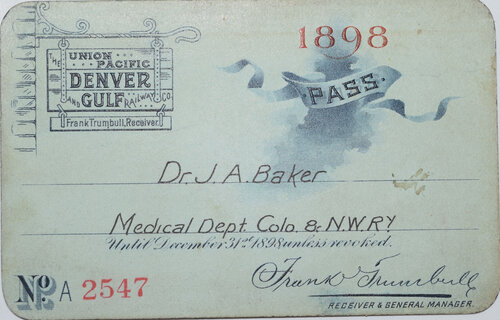 1898
THE UNION PACIFIC
DENVER
AND GULF RAILWAY CO.
Frank Trumbull, Receiver.
PASS
Dr. J. A. Baker
Medical Dept. Colo. & N.W. RY
Until December 31st 1898 unless revoked.
No. A 2547
Frank Trumbull
RECEIVER & GENERAL MANAGER.